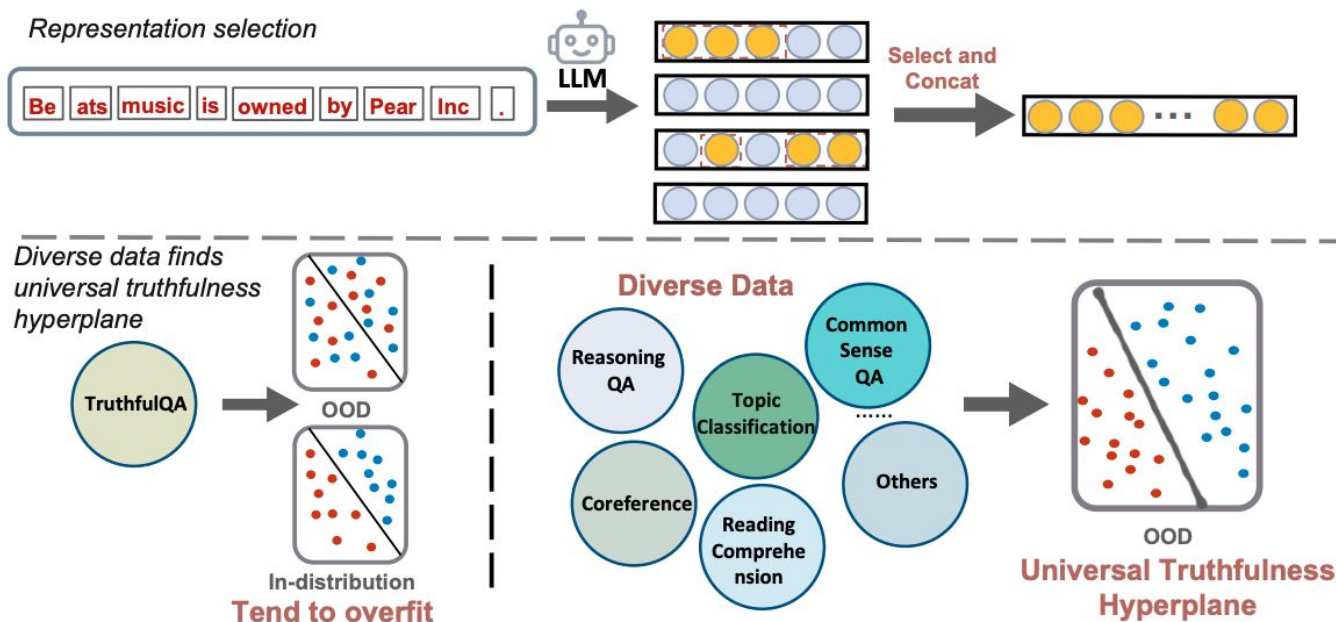 Representation selection
Be ats music is owned by Pear Inc .
LLM
Select and
Concat
...
Diverse data finds
universal truthfulness
hyperplane
TruthfulQA
OOD
In-distribution
Tend to overfit
Diverse Data
Reasoning
QA
Common
Sense
QA
Topic
Classification
......
Coreference
Reading
Comprehe
nsion
Others
OOD
Universal Truthfulness
Hyperplane